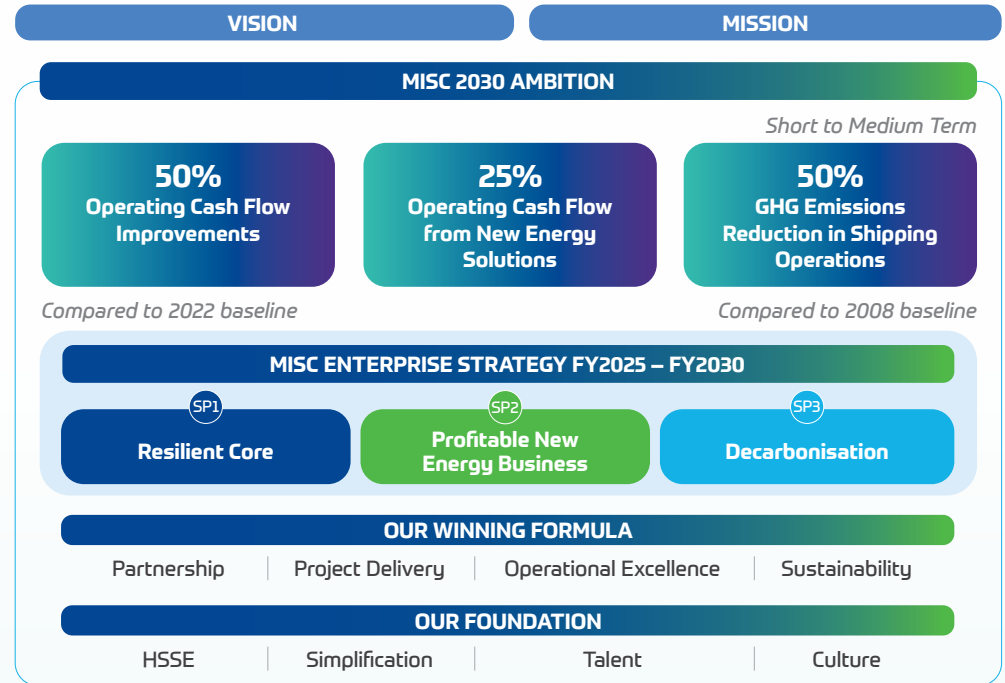 VISION
MISSION
MISC 2030 AMBITION
Short to Medium Term
50%
Operating Cash Flow
Improvements
25%
Operating Cash Flow
from New Energy
Solutions
50%
GHG Emissions
Reduction in Shipping
Operations
Compared to 2022 baseline
Compared to 2008 baseline
MISC ENTERPRISE STRATEGY FY2025 – FY2030
SP1
Resilient Core
SP2
Profitable New
Energy Business
SP3
Decarbonisation
OUR WINNING FORMULA
Partnership
Project Delivery
Operational Excellence
Sustainability
OUR FOUNDATION
HSSE
Simplification
Talent
Culture